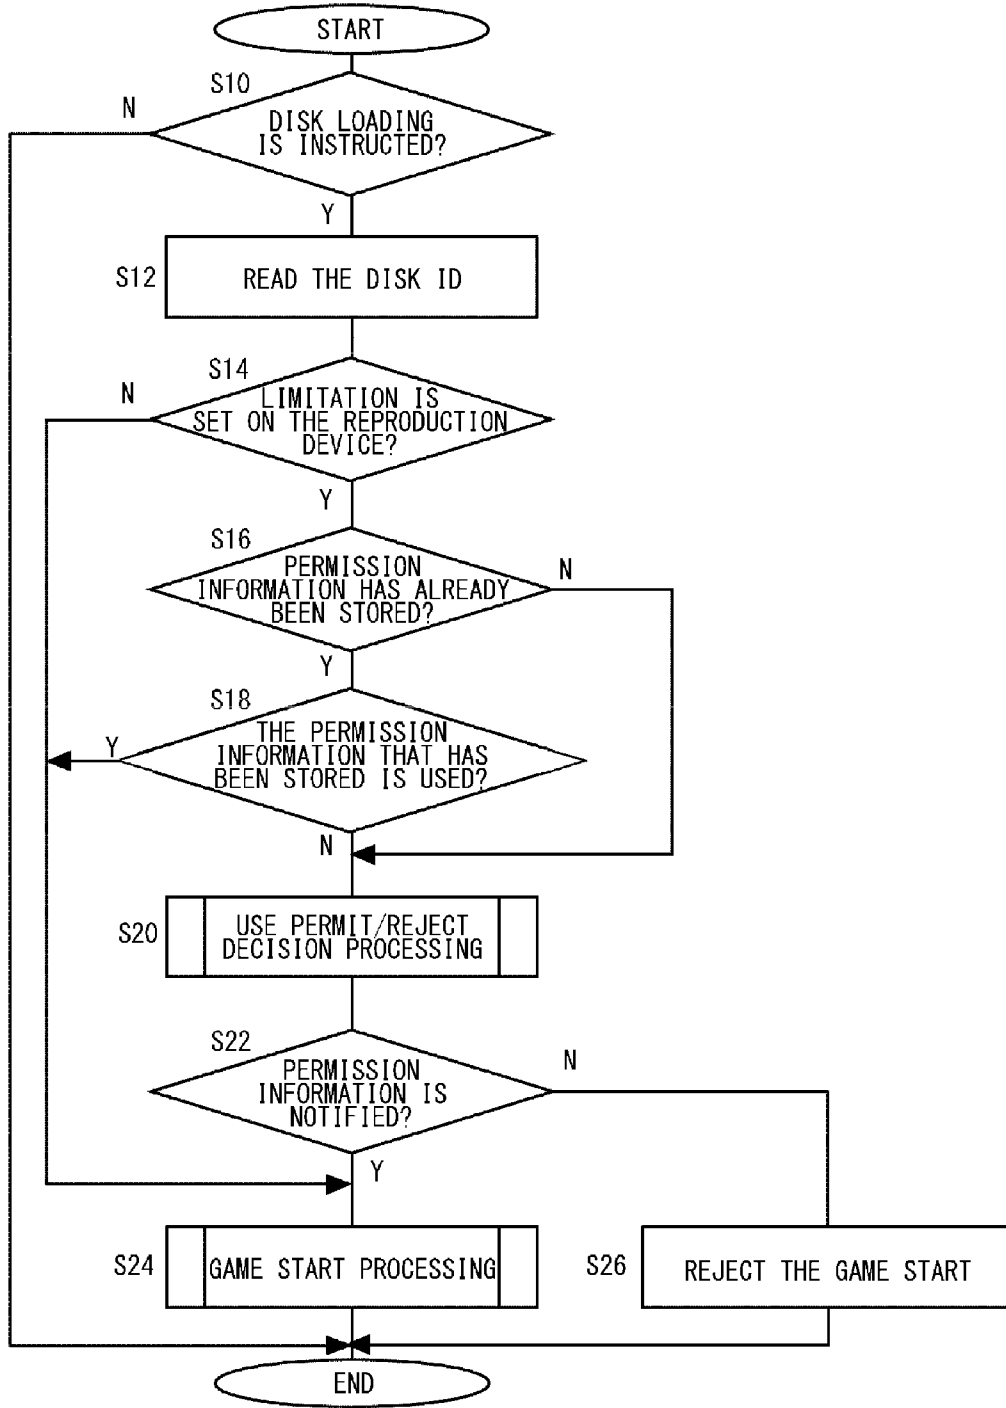 START
S10
N
DISK LOADING
IS INSTRUCTED?
Y
S12
READ THE DISK ID
S14
N
LIMITATION IS
SET ON THE REPRODUCTION
DEVICE?
Y
S16
PERMISSION
INFORMATION HAS ALREADY
BEEN STORED?
N
Y
S18
THE PERMISSION
INFORMATION THAT HAS
BEEN STORED IS USED?
Y
N
S20
USE PERMIT/REJECT
DECISION PROCESSING
S22
PERMISSION
INFORMATION IS
NOTIFIED?
N
Y
S24
GAME START PROCESSING
S26
REJECT THE GAME START
END